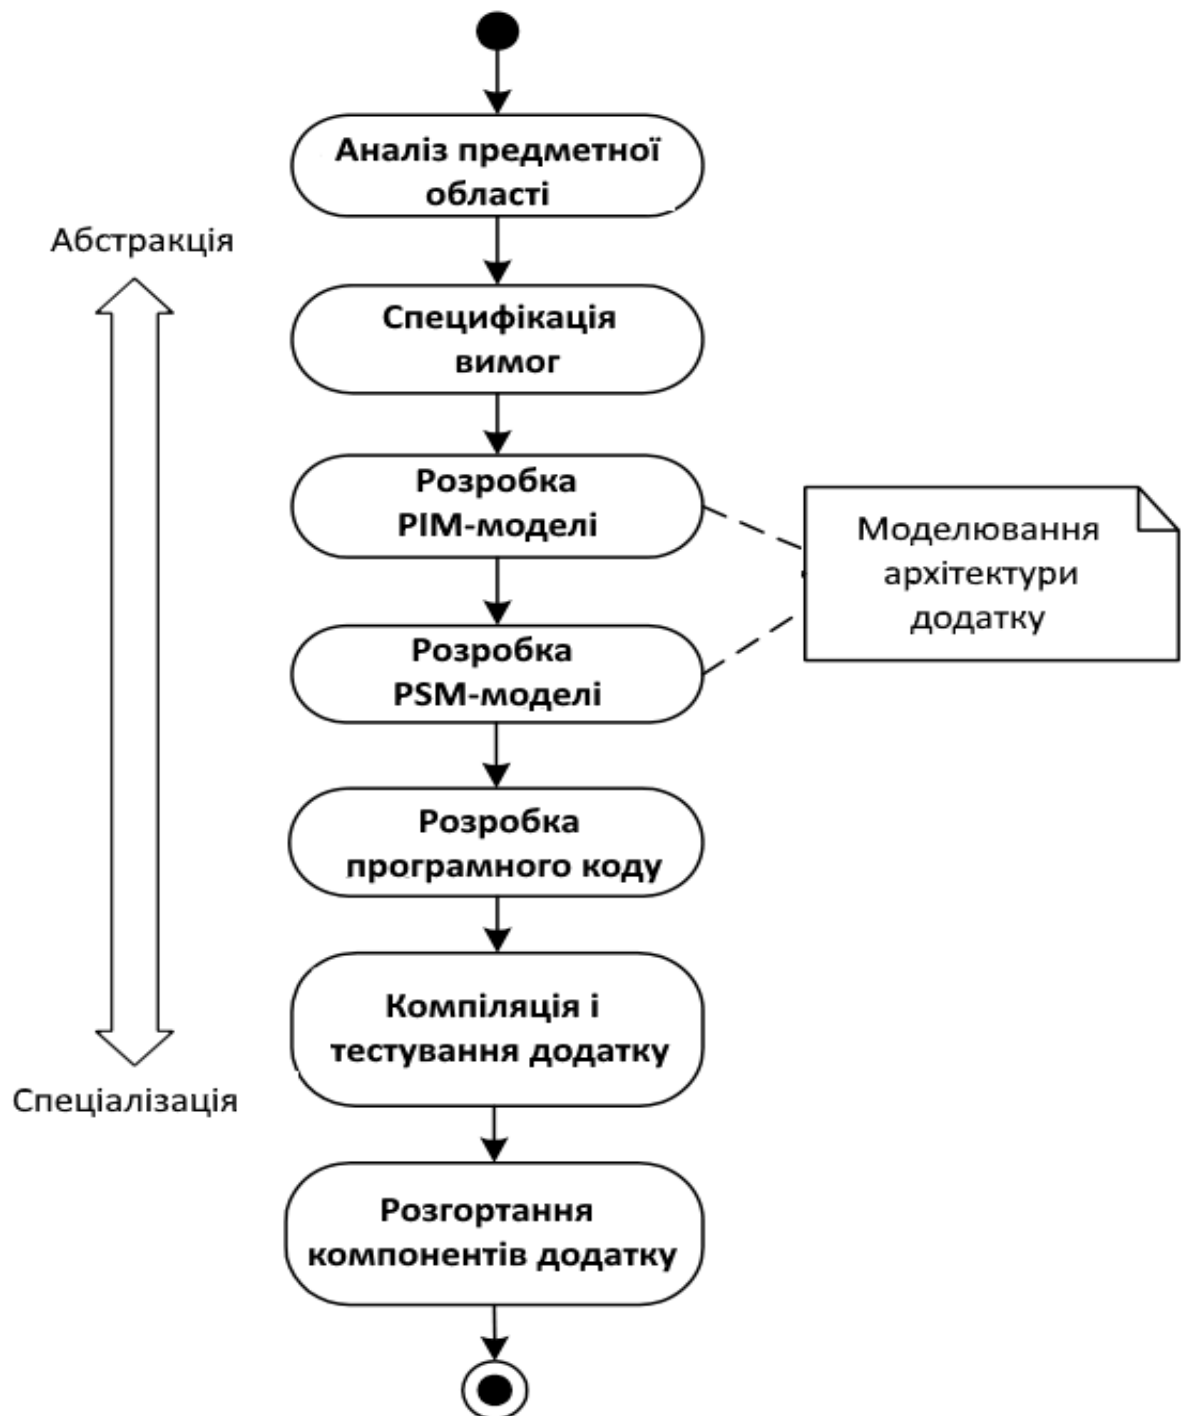 Аналіз предметної
області
Абстракція
Специфікація
вимог
Розробка
PIM-моделі
Моделювання
архітектури
додатку
Розробка
PSM-моделі
Розробка
програмного коду
Компіляція і
тестування додатку
Спеціалізація
Розгортання
компонентів додатку